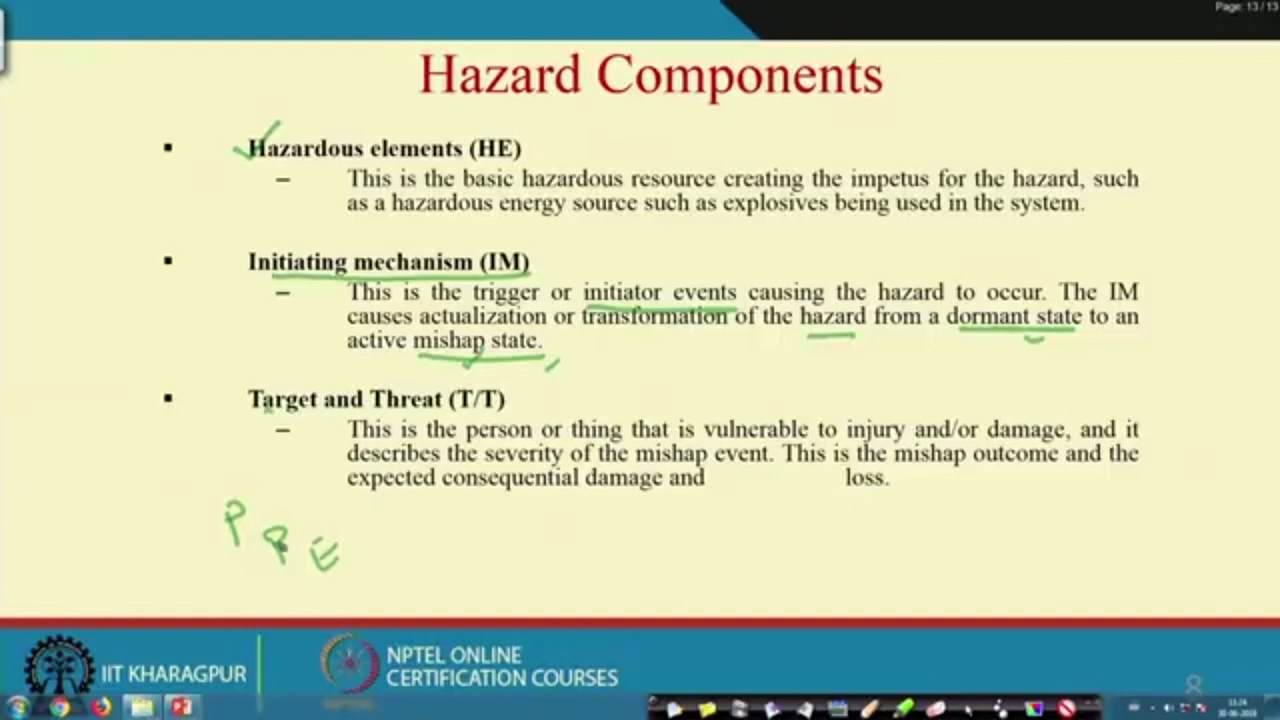 Page: 13 / 13
Hazard Components
▪ Hazardous elements (HE)
– This is the basic hazardous resource creating the impetus for the hazard, such
as a hazardous energy source such as explosives being used in the system.
▪ Initiating mechanism (IM)
– This is the trigger or initiator events causing the hazard to occur. The IM
causes actualization or transformation of the hazard from a dormant state to an
active mishap state.
▪ Target and Threat (T/T)
– This is the person or thing that is vulnerable to injury and/or damage, and it
describes the severity of the mishap event. This is the mishap outcome and the
expected consequential damage and loss.
P P E
IIT KHARAGPUR
NPTEL ONLINE
CERTIFICATION COURSES
8